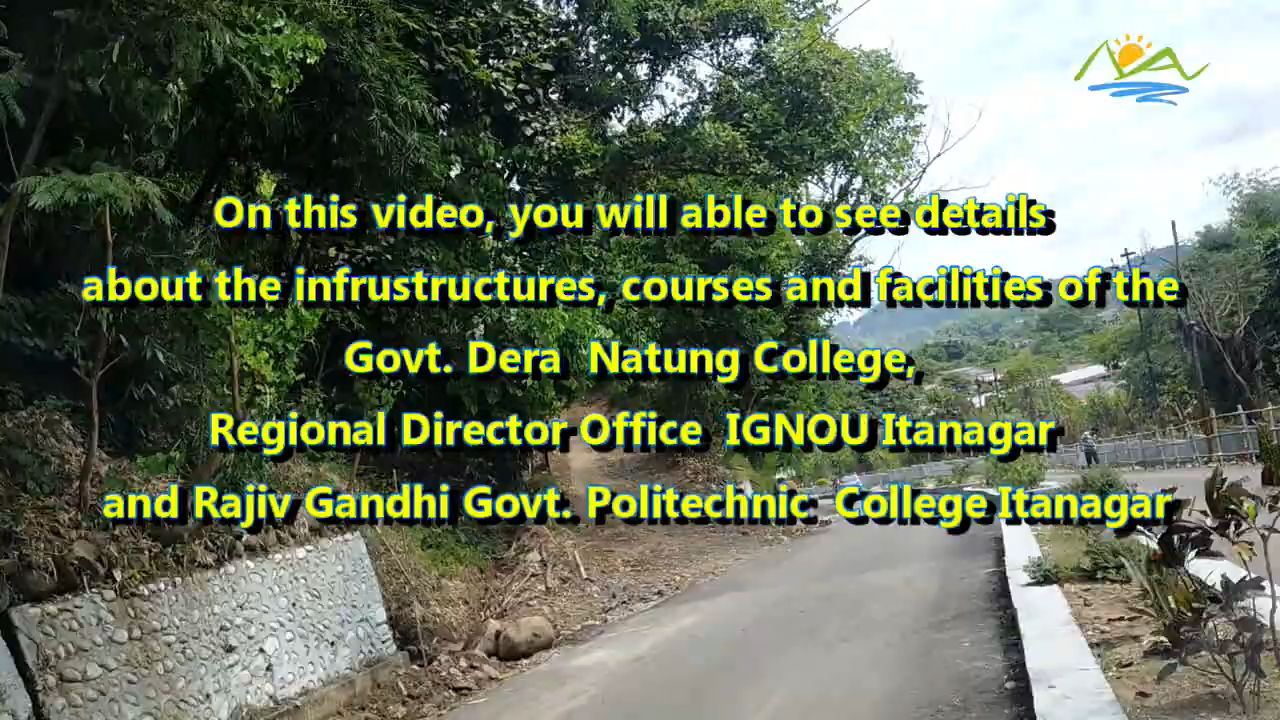 On this video, you will able to see details
about the infrustructures, courses and facilities of the
Govt. Dera Natung College,
Regional Director Office IGNOU Itanagar
and Rajiv Gandhi Govt. Politechnic College Itanagar